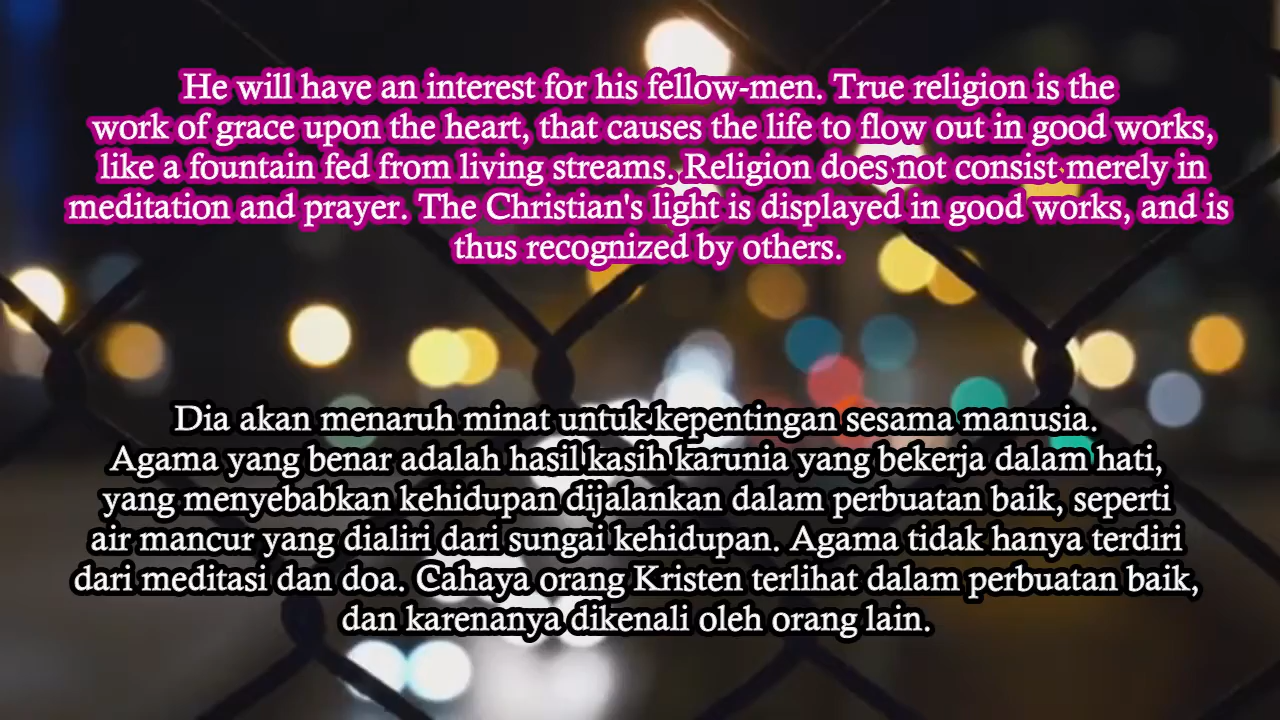 He will have an interest for his fellow-men. True religion is the
work of grace upon the heart, that causes the life to flow out in good works,
like a fountain fed from living streams. Religion does not consist merely in
meditation and prayer. The Christian's light is displayed in good works, and is
thus recognized by others.
Dia akan menaruh minat untuk kepentingan sesama manusia.
Agama yang benar adalah hasil kasih karunia yang bekerja dalam hati,
yang menyebabkan kehidupan dijalankan dalam perbuatan baik, seperti
air mancur yang dialiri dari sungai kehidupan. Agama tidak hanya terdiri
dari meditasi dan doa. Cahaya orang Kristen terlihat dalam perbuatan baik,
dan karenanya dikenali oleh orang lain.